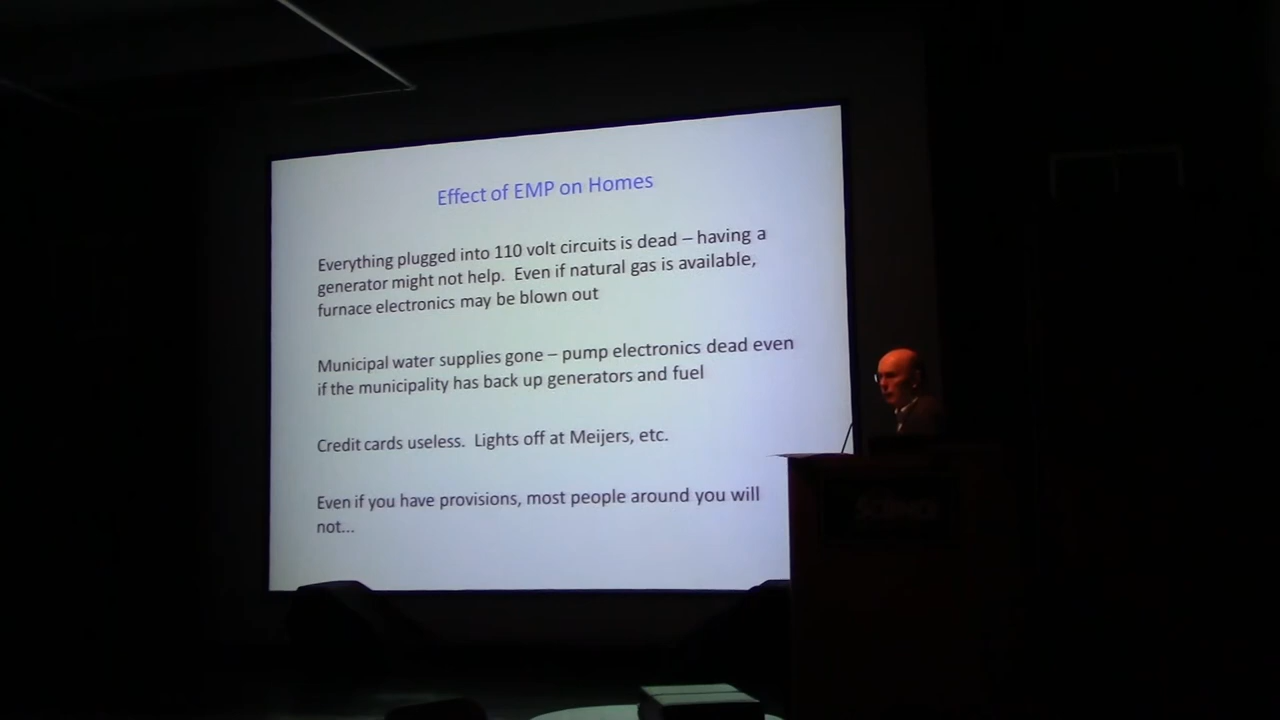 Effect of EMP on Homes
Everything plugged into 110 volt circuits is dead – having a
generator might not help.  Even if natural gas is available,
furnace electronics may be blown out
Municipal water supplies gone – pump electronics dead even
if the municipality has back up generators and fuel
Credit cards useless.  Lights off at Meijers, etc.
Even if you have provisions, most people around you will
not...